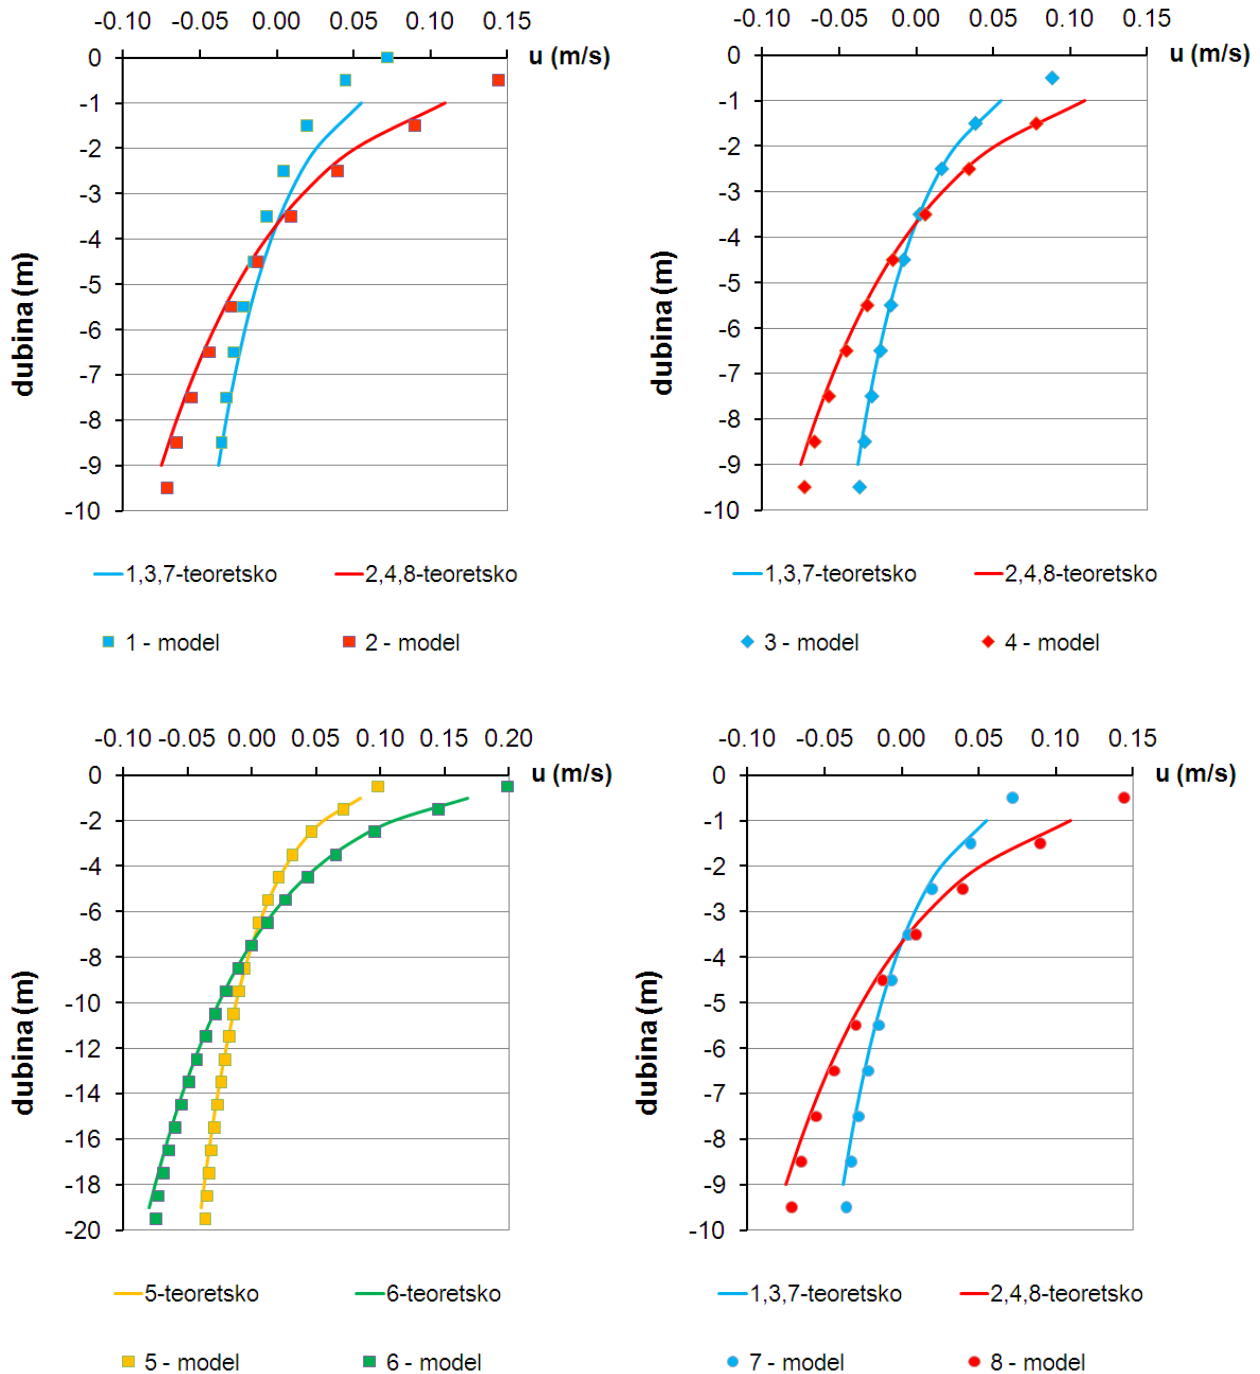 -0.10 -0.05 0.00 0.05 0.10 0.15
u (m/s)
0
-1
-2
-3
-4
-5
-6
-7
-8
-9
-10
dubina (m)
1,3,7-teoretsko 2,4,8-teoretsko
1 - model 2 - model
-0.10 -0.05 0.00 0.05 0.10 0.15
u (m/s)
0
-1
-2
-3
-4
-5
-6
-7
-8
-9
-10
dubina (m)
1,3,7-teoretsko 2,4,8-teoretsko
3 - model 4 - model
-0.10 -0.05 0.00 0.05 0.10 0.15 0.20
u (m/s)
0
-2
-4
-6
-8
-10
-12
-14
-16
-18
-20
dubina (m)
5-teoretsko 6-teoretsko
5 - model 6 - model
-0.10 -0.05 0.00 0.05 0.10 0.15
u (m/s)
0
-1
-2
-3
-4
-5
-6
-7
-8
-9
-10
dubina (m)
1,3,7-teoretsko 2,4,8-teoretsko
7 - model 8 - model